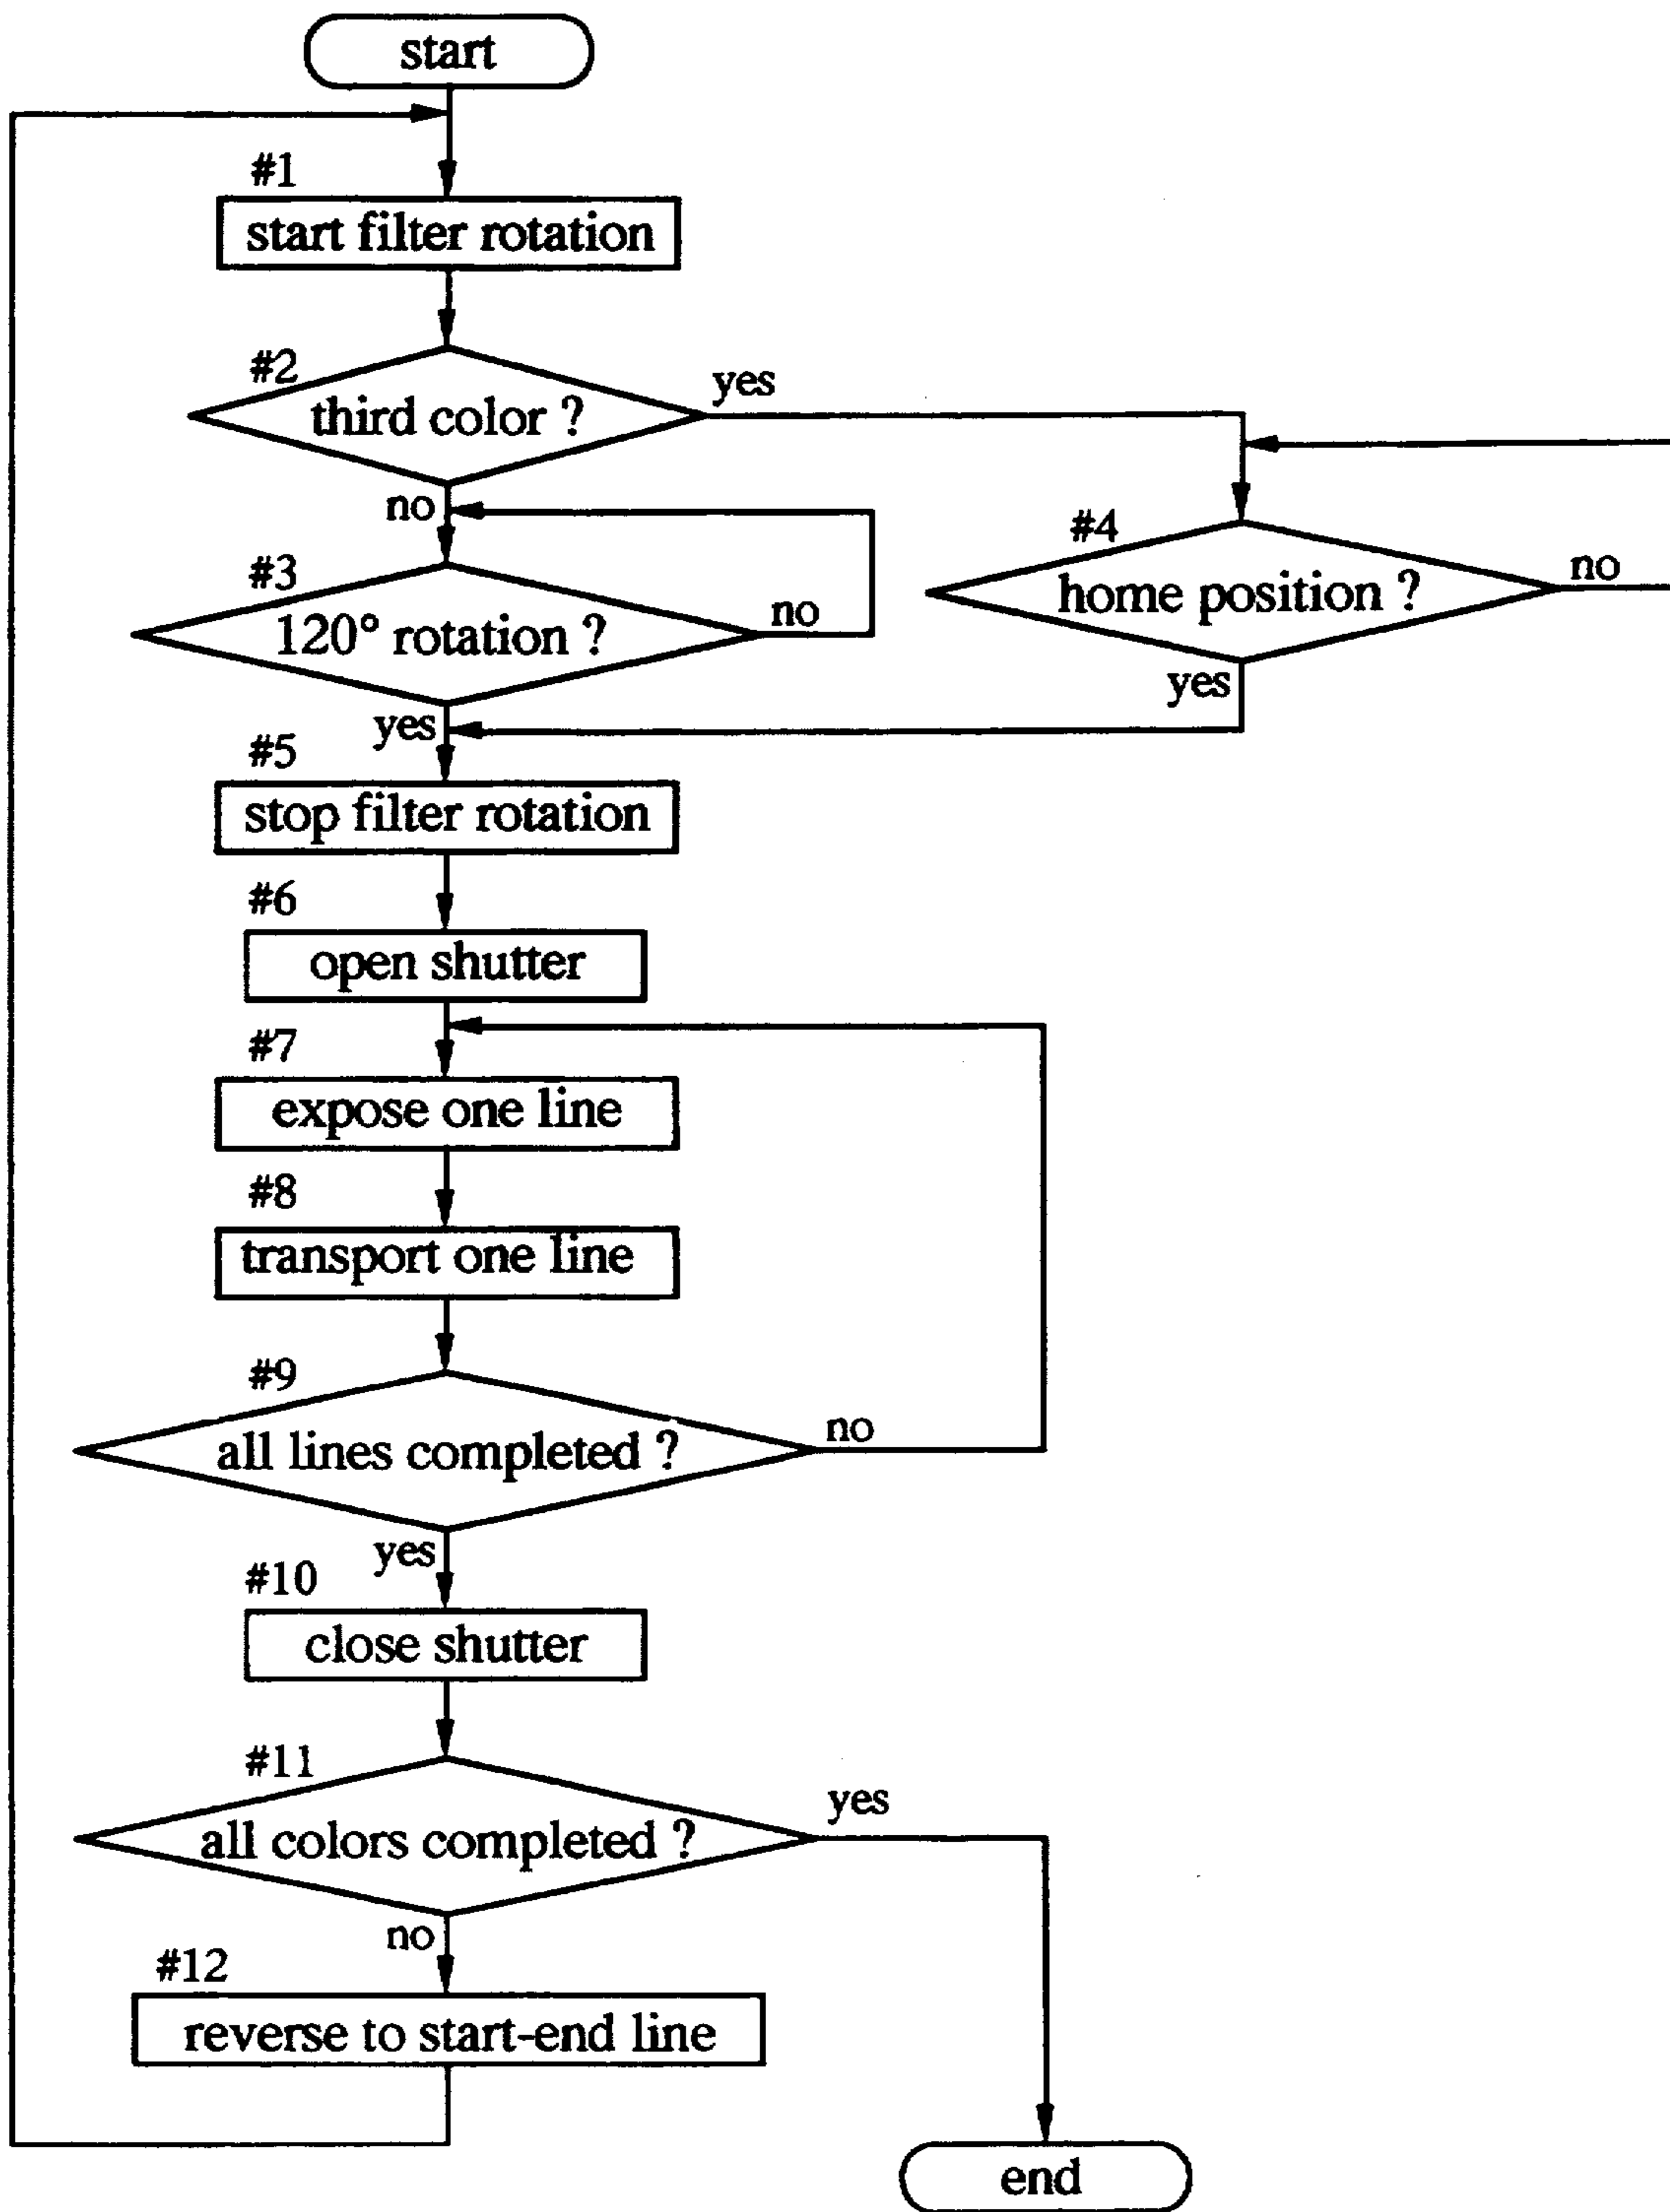 start
#1
start filter rotation
#2
third color ?
yes
no
#3
120° rotation ?
no
#4
home position ?
no
yes
yes
#5
stop filter rotation
#6
open shutter
#7
expose one line
#8
transport one line
#9
all lines completed ?
no
yes
#10
close shutter
#11
all colors completed ?
yes
no
#12
reverse to start-end line
end